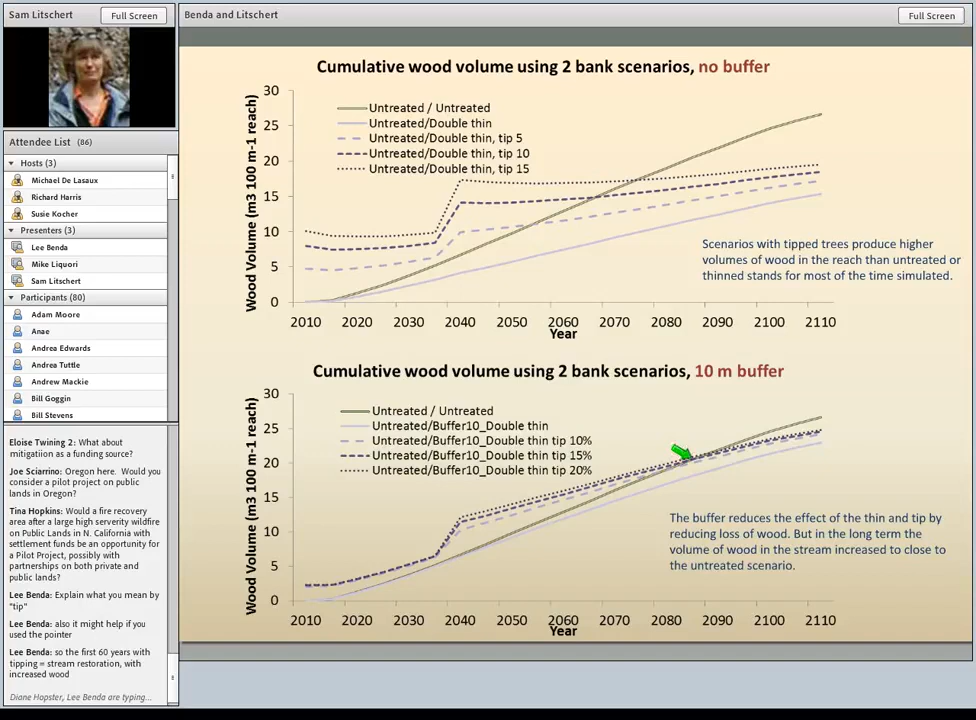 Sam Litschert
Full Screen
Benda and Litschert
Full Screen
Attendee List (86)
Hosts (3)
Michael De Lasaux
Richard Harris
Susie Kocher
Presenters (3)
Lee Benda
Mike Liquori
Sam Litschert
Participants (80)
Adam Moore
Anae
Andrea Edwards
Andrea Tuttle
Andrew Mackie
Bill Goggin
Bill Stevens
Eloise Twining 2: What about
mitigation as a funding source?
Joe Sciarrino: Oregon here. Would you
consider a pilot project on public
lands in Oregon?
Tina Hopkins: Would a fire recovery
area after a large high serverity wildfire
on Public Lands in N. California with
settlement funds be an opportunity for
a Pilot Project, possibly with
partnerships on both private and
public lands?
Lee Benda: Explain what you mean by
"tip"
Lee Benda: also it might help if you
used the pointer
Lee Benda: so the first 60 years with
tipping = stream restoration, with
increased wood
Diane Hopster, Lee Benda are typing...
Cumulative wood volume using 2 bank scenarios, no buffer
Wood Volume (m3 100 m-1 reach)
30
25
20
15
10
5
0
Untreated / Untreated
Untreated/Double thin
Untreated/Double thin, tip 5
Untreated/Double thin, tip 10
Untreated/Double thin, tip 15
Scenarios with tipped trees produce higher
volumes of wood in the reach than untreated or
thinned stands for most of the time simulated.
2010 2020 2030 2040 2050 2060 2070 2080 2090 2100 2110
Year
Cumulative wood volume using 2 bank scenarios, 10 m buffer
Wood Volume (m3 100 m-1 reach)
30
25
20
15
10
5
0
Untreated / Untreated
Untreated/Buffer10_Double thin
Untreated/Buffer10_Double thin tip 10%
Untreated/Buffer10_Double thin tip 15%
Untreated/Buffer10_Double thin tip 20%
The buffer reduces the effect of the thin and tip by
reducing loss of wood. But in the long term the
volume of wood in the stream increased to close to
the untreated scenario.
2010 2020 2030 2040 2050 2060 2070 2080 2090 2100 2110
Year